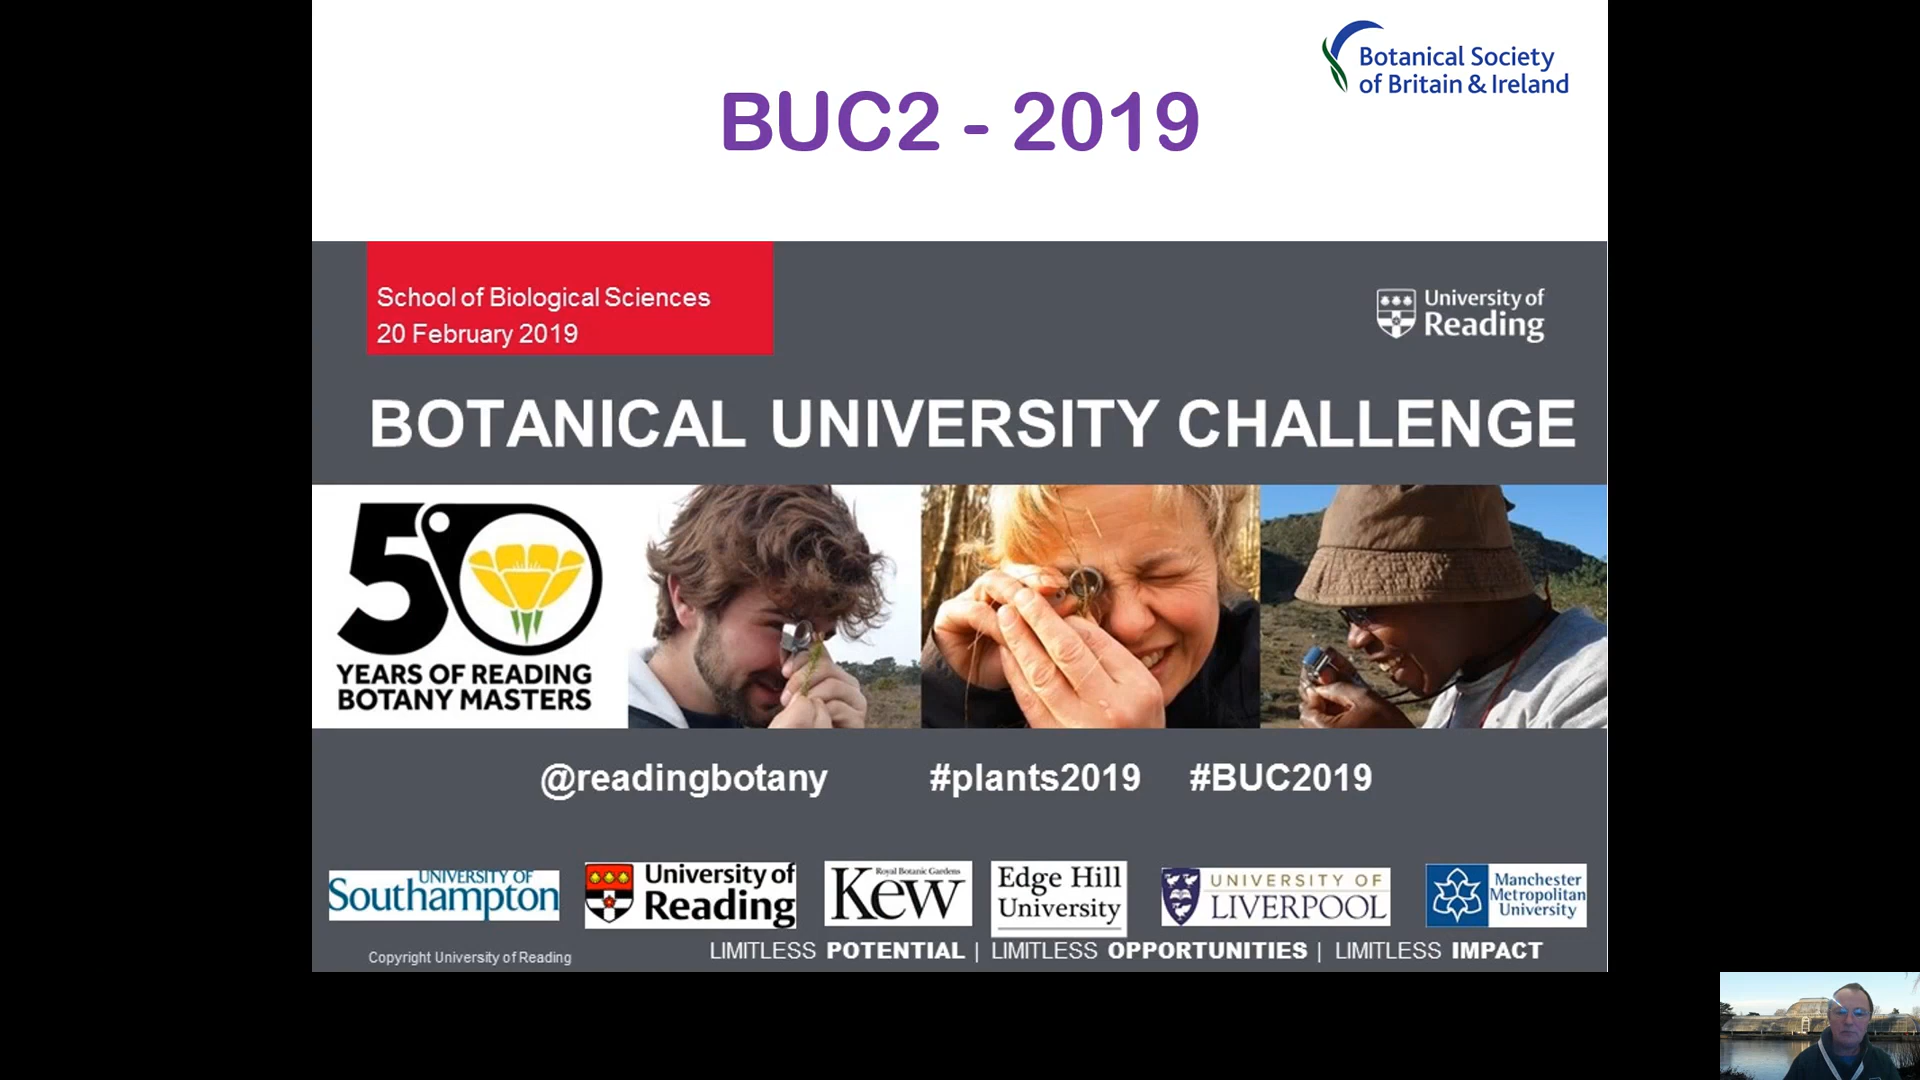 Botanical Society
of Britain & Ireland
BUC2 - 2019
School of Biological Sciences
20 February 2019
University of
Reading
BOTANICAL UNIVERSITY CHALLENGE
50
YEARS OF READING
BOTANY MASTERS
@readingbotany #plants2019 #BUC2019
UNIVERSITY OF
Southampton
University of
Reading
Royal Botanic Gardens
Kew
Edge Hill
University
UNIVERSITY OF
LIVERPOOL
Manchester
Metropolitan
University
Copyright University of Reading
LIMITLESS POTENTIAL | LIMITLESS OPPORTUNITIES | LIMITLESS IMPACT